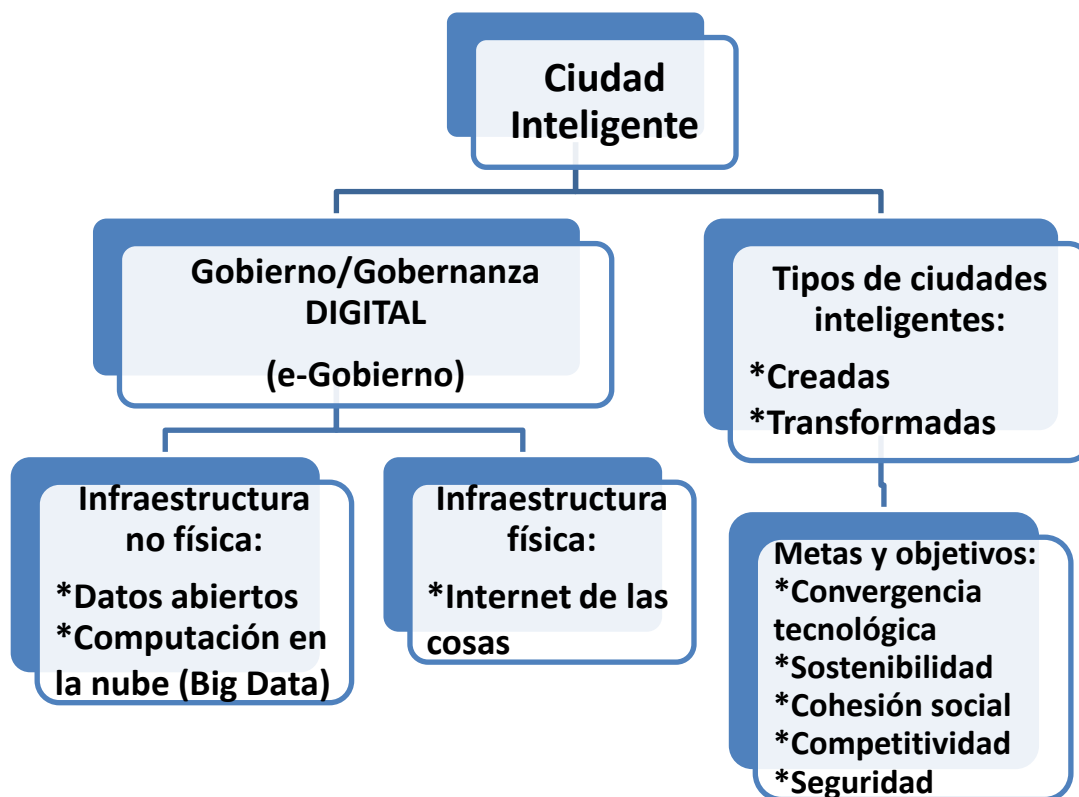 Ciudad
Inteligente
Gobierno/Gobernanza
DIGITAL
(e-Gobierno)
Tipos de ciudades
inteligentes:
*Creadas
*Transformadas
Infraestructura
no física:
*Datos abiertos
*Computación en
la nube (Big Data)
Infraestructura
física:
*Internet de las
cosas
Metas y objetivos:
*Convergencia
tecnológica
*Sostenibilidad
*Cohesión social
*Competitividad
*Seguridad